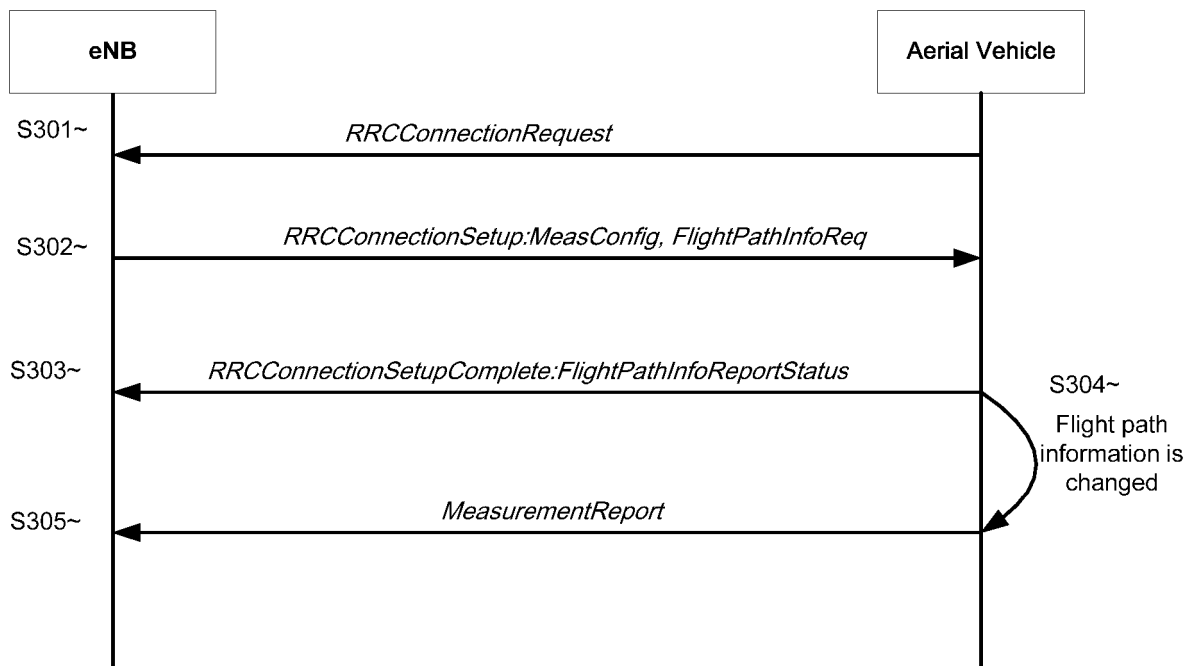 eNB
Aerial Vehicle
S301~
RRCConnectionRequest
S302~
RRCConnectionSetup:MeasConfig, FlightPathInfoReq
S303~
RRCConnectionSetupComplete:FlightPathInfoReportStatus
S304~
Flight path
information is
changed
S305~
MeasurementReport